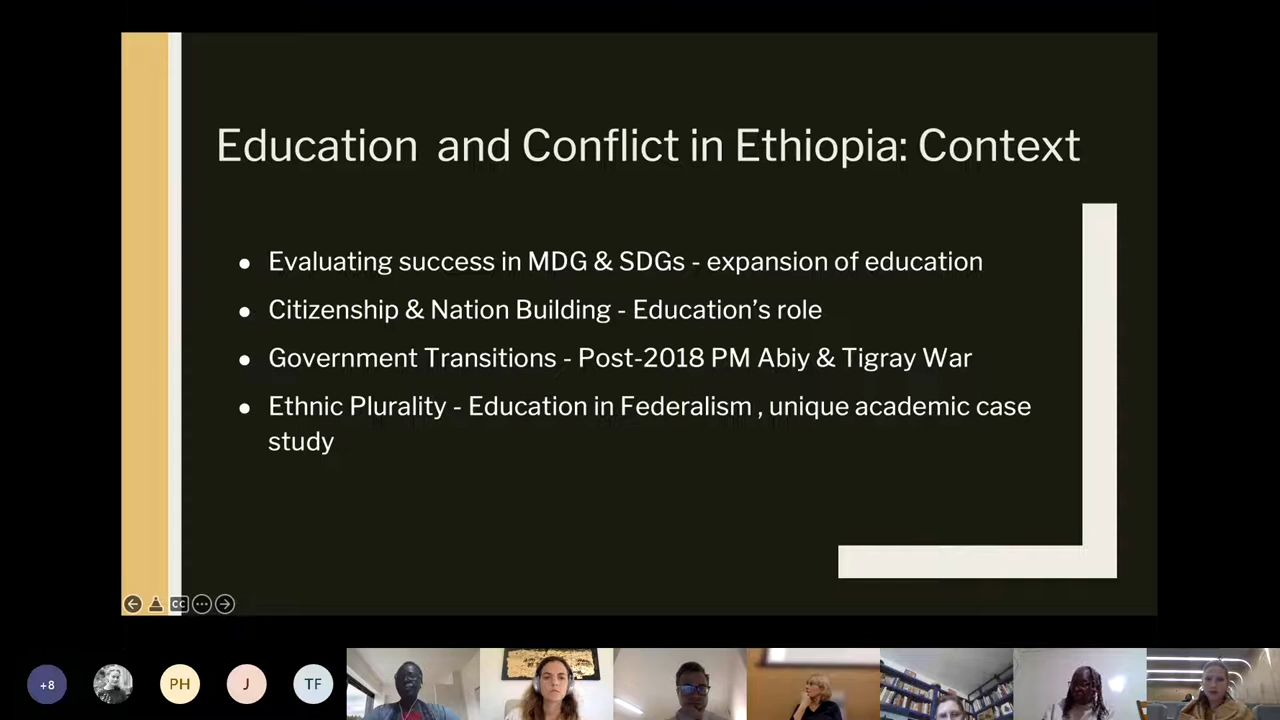 Education and Conflict in Ethiopia: Context
● Evaluating success in MDG & SDGs - expansion of education
● Citizenship & Nation Building - Education’s role
● Government Transitions - Post-2018 PM Abiy & Tigray War
● Ethnic Plurality - Education in Federalism , unique academic case
study
CC
+8
PH
J
TF